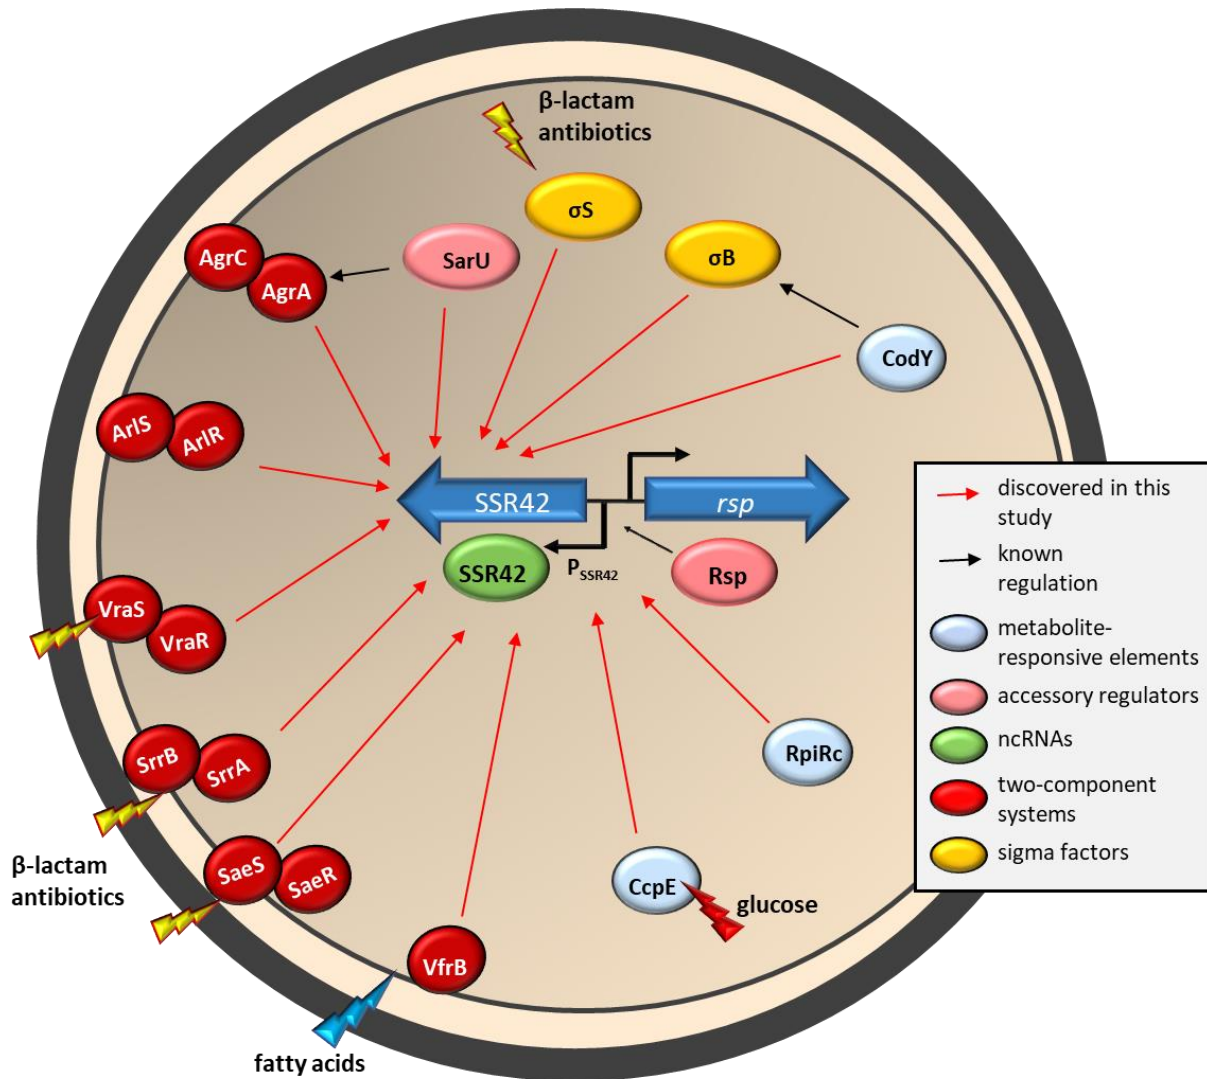 β-lactam
antibiotics
σS
AgrC
AgrA
SarU
σB
CodY
ArlS
ArlR
SSR42
rsp
SSR42
PSSR42
Rsp
VraS
VraR
SrrB
SrrA
RpiRc
β-lactam
antibiotics
SaeS
SaeR
CcpE
glucose
VfrB
fatty acids
discovered in this
study
known
regulation
metabolite-
responsive elements
accessory regulators
ncRNAs
two-component
systems
sigma factors